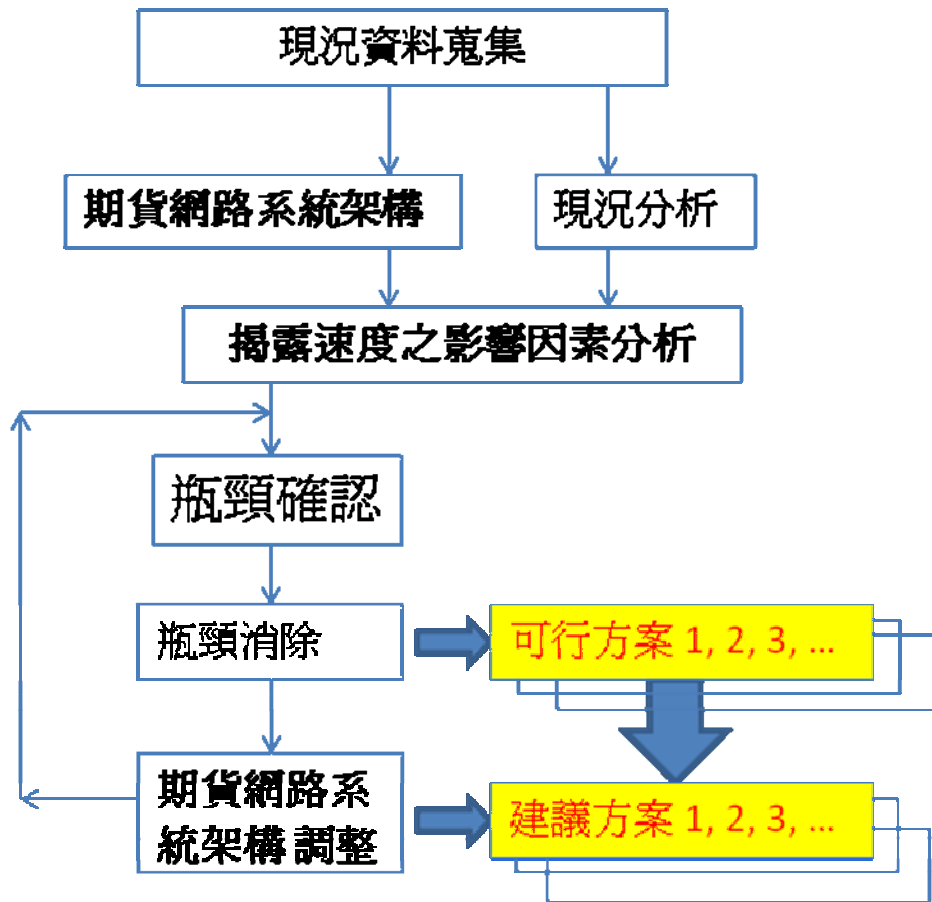 現況資料蒐集
期貨網路系統架構
現況分析
揭露速度之影響因素分析
瓶頸確認
瓶頸消除
可行方案 1, 2, 3, ...
期貨網路系
統架構 調整
建議方案 1, 2, 3, ...